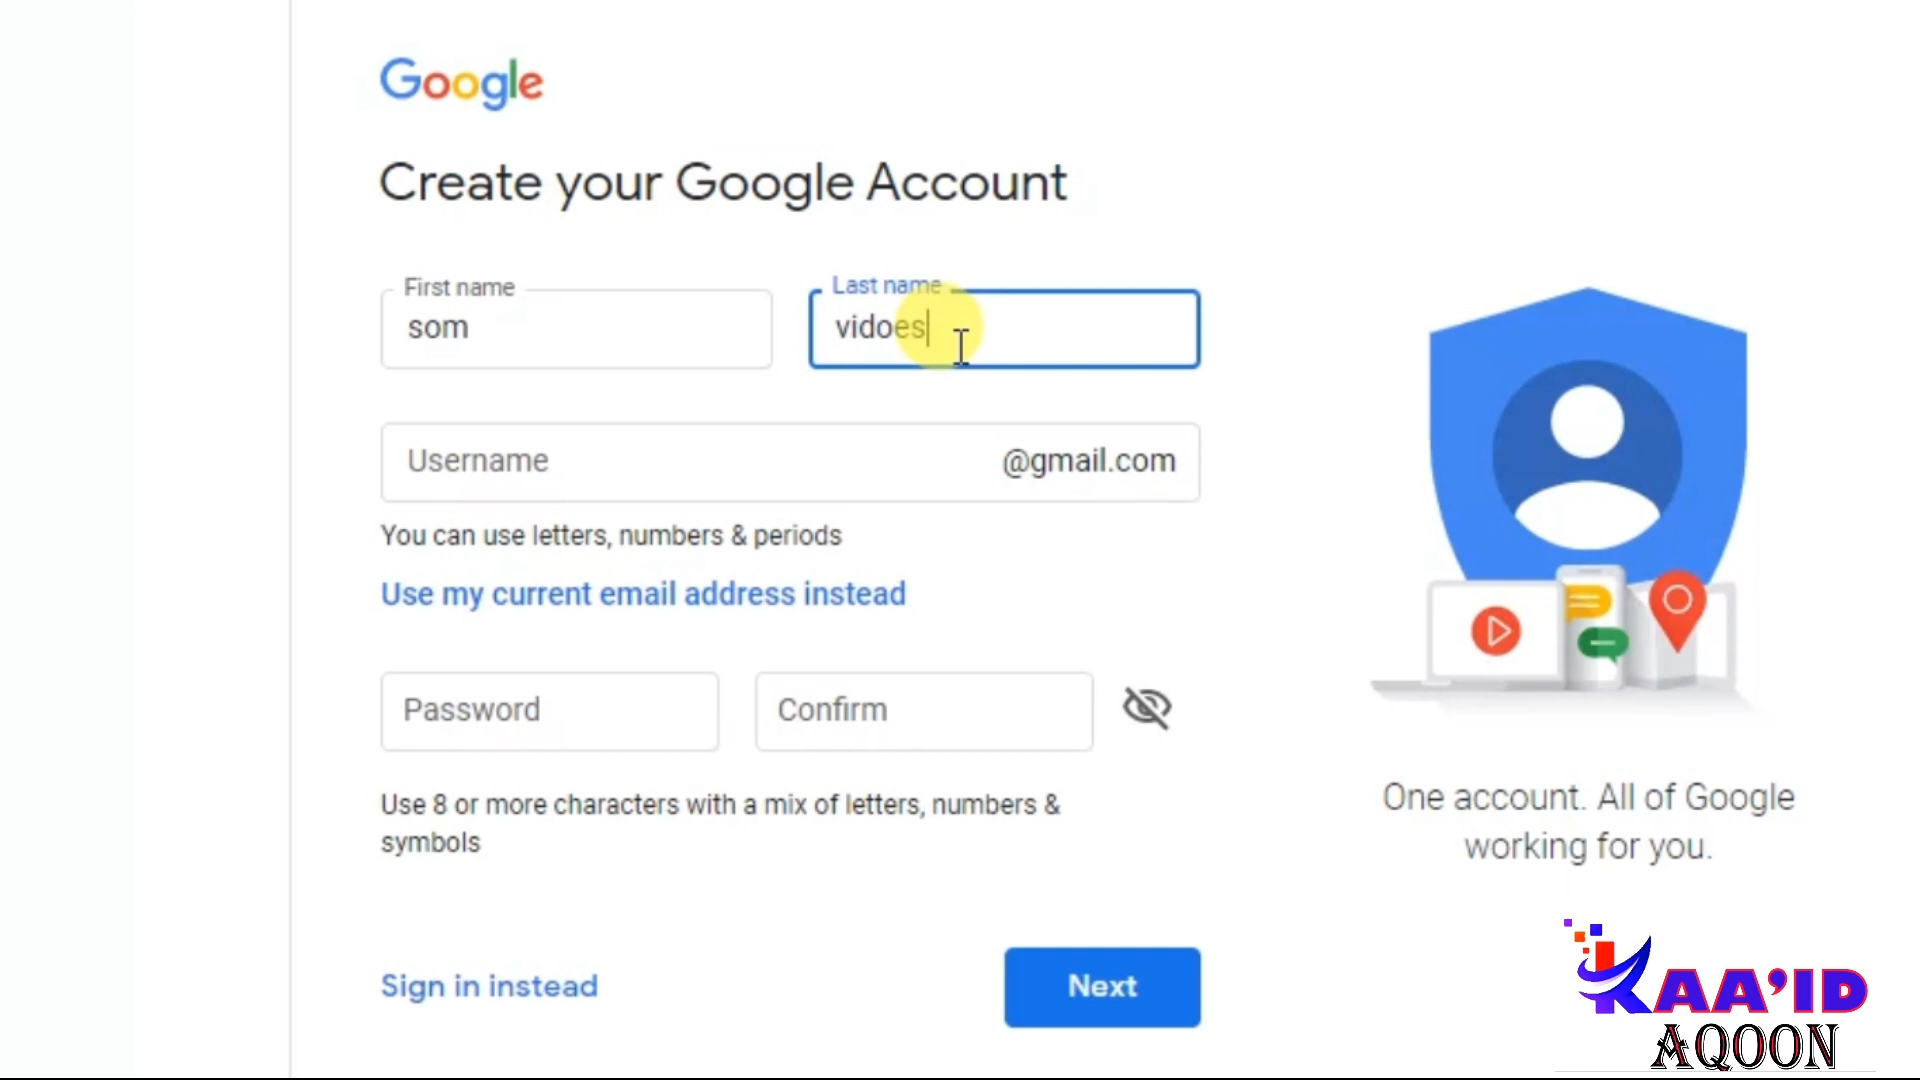 Google
Create your Google Account
First name
som
Last name
vidoes
Username
@gmail.com
You can use letters, numbers & periods
Use my current email address instead
Password
Confirm
Use 8 or more characters with a mix of letters, numbers &
symbols
Sign in instead
Next
One account. All of Google
working for you.
KAA'ID
AQOON